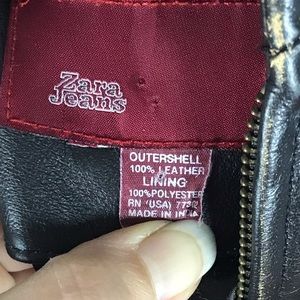 Zara
Jeans
OUTERSHELL
100% LEATHER
LINING
100% POLYESTER
RN (USA)
MADE IN